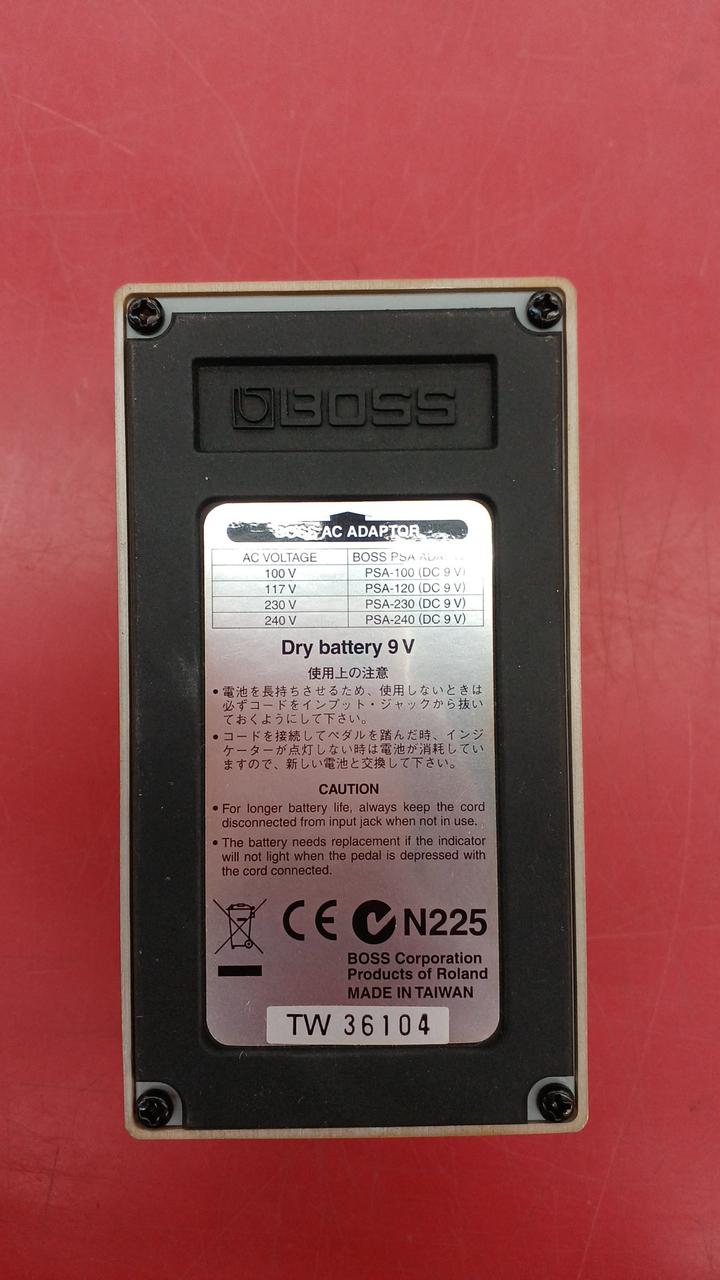 BOSS
BOSS AC ADAPTOR
AC VOLTAGE BOSS PSA ADA
100 V PSA-100 (DC 9 V)
117 V PSA-120 (DC 9 V)
230 V PSA-230 (DC 9 V)
240 V PSA-240 (DC 9 V)
Dry battery 9 V
使用上の注意
• 電池を長持ちさせるため、使用しないときは
必ずコードをインプット・ジャックから抜い
ておくようにして下さい。
• コードを接続してペダルを踏んだ時、インジ
ケーターが点灯しない時は電池が消耗してい
ますので、新しい電池と交換して下さい。
CAUTION
• For longer battery life, always keep the cord
disconnected from input jack when not in use.
• The battery needs replacement if the indicator
will not light when the pedal is depressed with
the cord connected.
CE N225
BOSS Corporation
Products of Roland
MADE IN TAIWAN
TW 36104